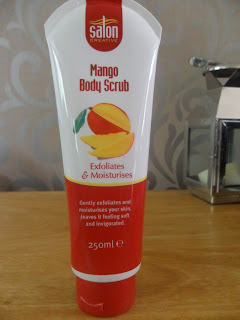 salon
CREATIVE
Mango
Body Scrub
Exfoliates
& Moisturises
Gently exfoliates and
moisturises your skin,
leaves it feeling soft
and invigorated.
250ml ℮